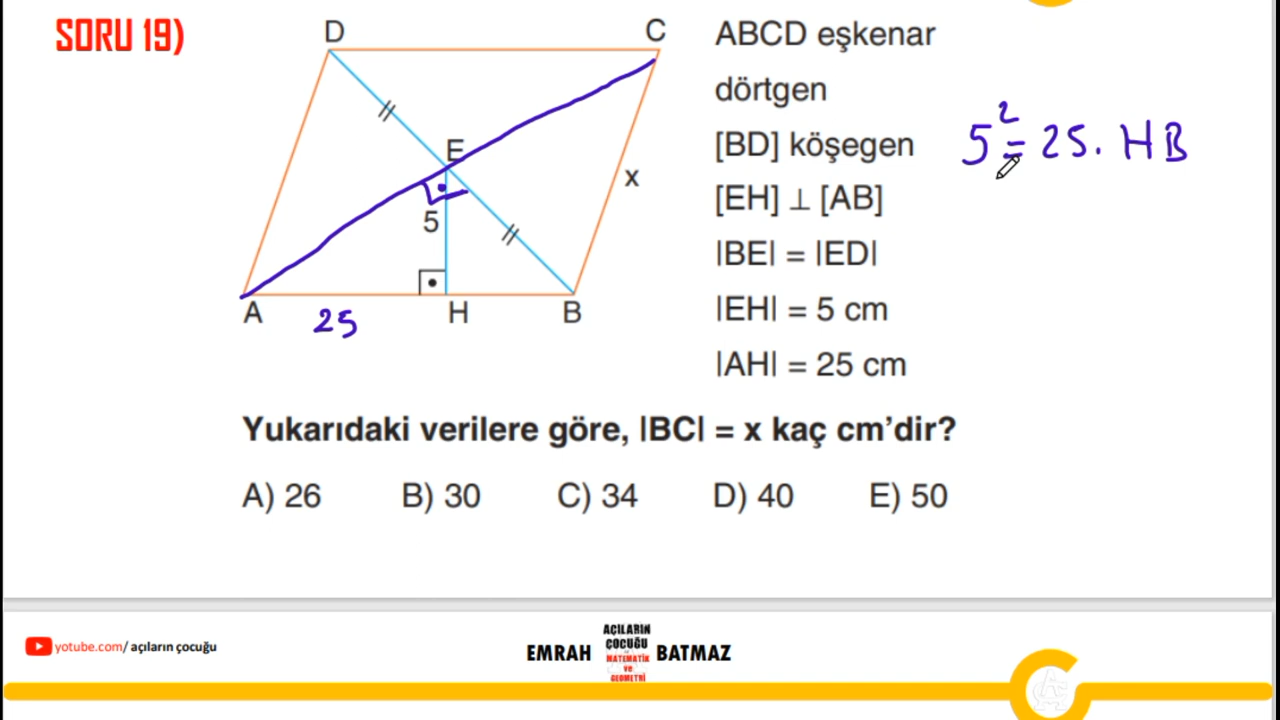 SORU 19)
D
C
E
x
5
A
25
H
B
ABCD eşkenar
dörtgen
[BD] köşegen
[EH] ⊥ [AB]
|BE| = |ED|
|EH| = 5 cm
|AH| = 25 cm
5² = 25. HB
Yukarıdaki verilere göre, |BC| = x kaç cm'dir?
A) 26 B) 30 C) 34 D) 40 E) 50
yotube.com/ açıların çocuğu
EMRAH
AÇILARIN
ÇOCUĞU
MATEMATİK
ve
GEOMETRİ
BATMAZ